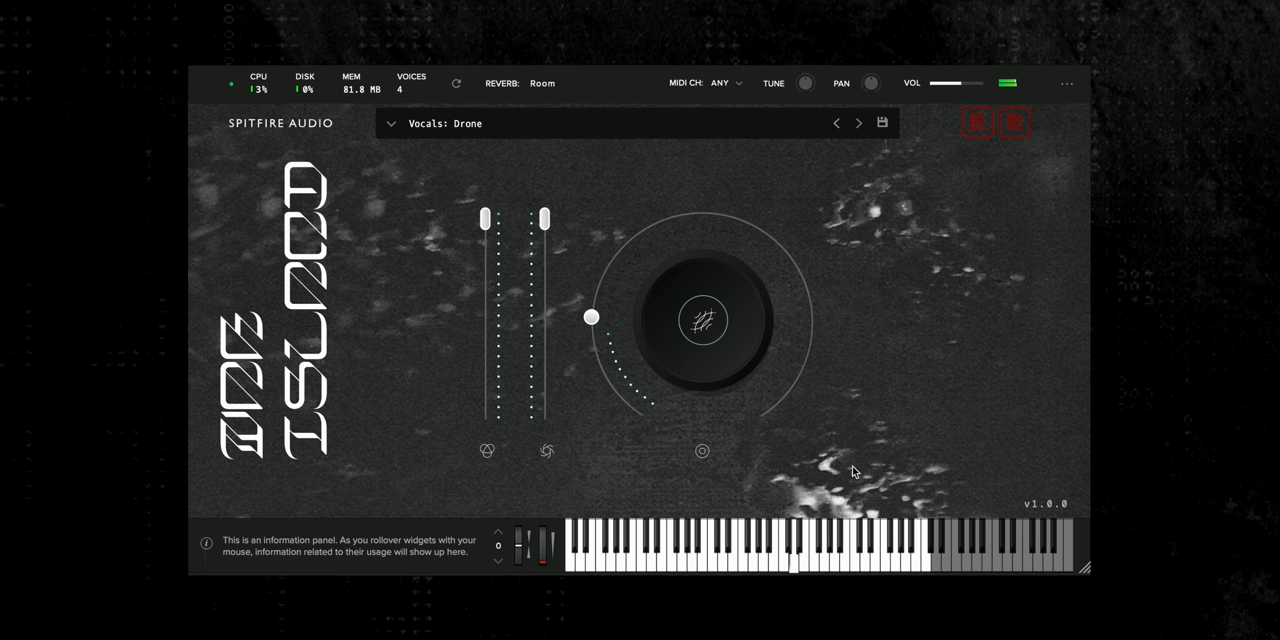 CPU
3%
DISK
0%
MEM
81.8 MB
VOICES
4
REVERB: Room
MIDI CH: ANY
TUNE
PAN
VOL
SPITFIRE AUDIO
Vocals: Drone
v1.0.0
This is an information panel. As you rollover widgets with your
mouse, information related to their usage will show up here.
0